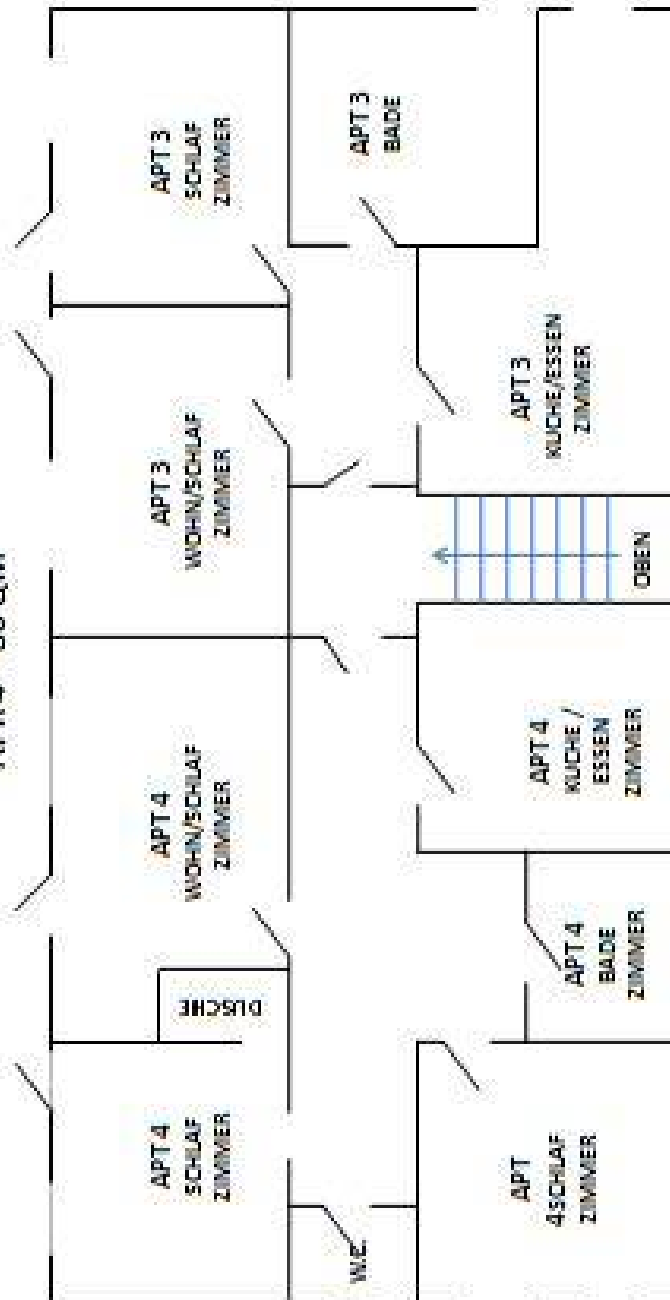 APT 3
SCHLAF
ZIMMER
APT 3
BADE
APT 3
WOHN/SCHLAF
ZIMMER
APT 3
KUCHE/ESSEN
ZIMMER
OBEN
APT 4
WOHN/SCHLAF
ZIMMER
APT 4
KUCHE /
ESSEN
ZIMMER
DUSCHE
APT 4
BADE
ZIMMER
APT 4
SCHLAF
ZIMMER
W.C.
APT
4SCHLAF
ZIMMER